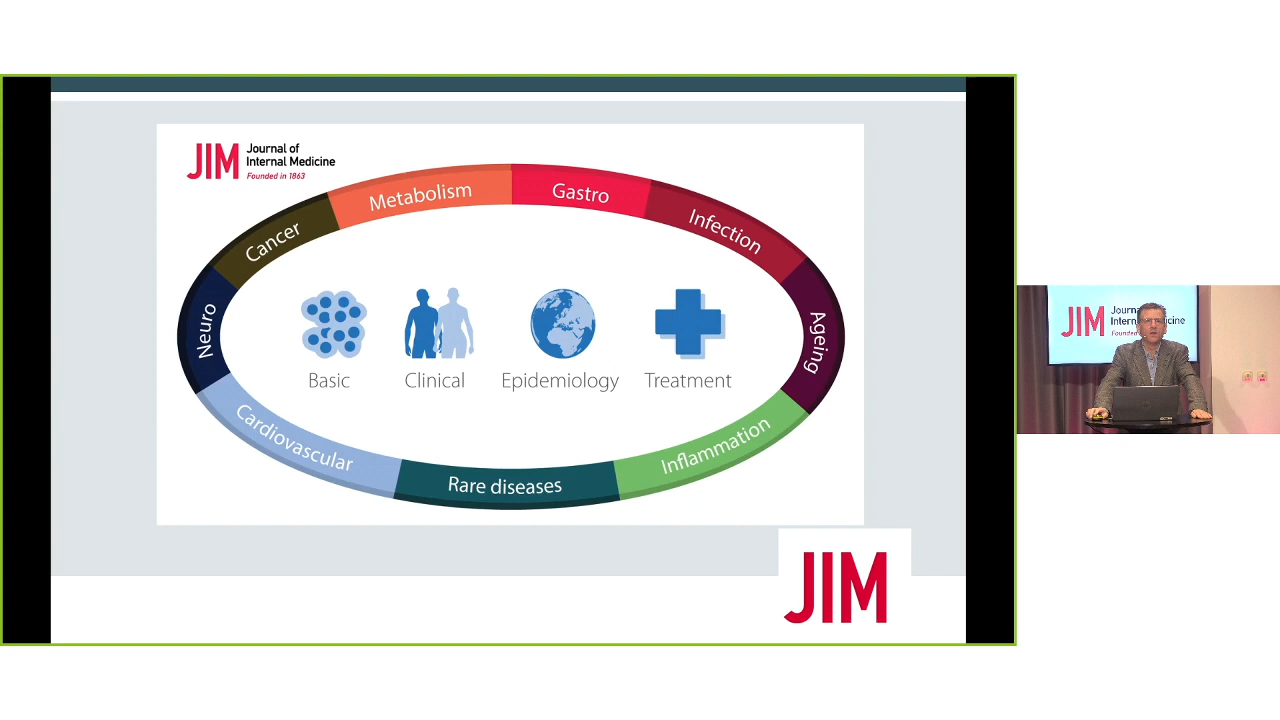 JIM
Journal of
Internal Medicine
Founded in 1863
Metabolism
Gastro
Cancer
Infection
Neuro
Ageing
Basic
Clinical
Epidemiology
Treatment
Cardiovascular
Inflammation
Rare diseases
JIM
JIM